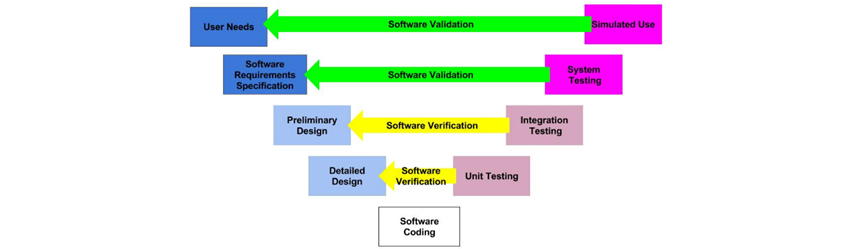 User Needs
Software Validation
Simulated Use
Software
Requirements
Specification
Software Validation
System
Testing
Preliminary
Design
Software Verification
Integration
Testing
Detailed
Design
Software
Verification
Unit Testing
Software
Coding